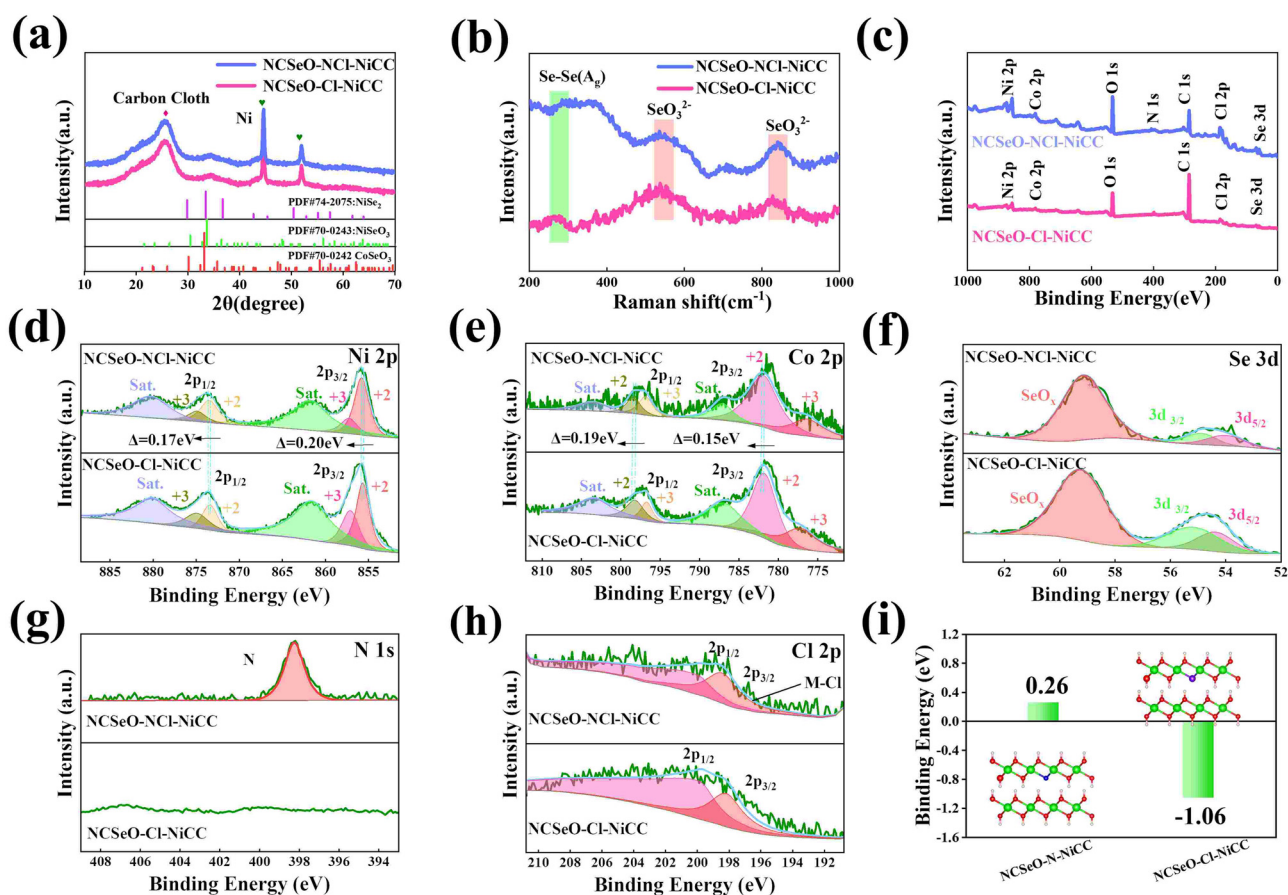 (a)
NCSeO-NCl-NiCC
NCSeO-Cl-NiCC
Carbon Cloth
Ni
PDF#74-2075:NiSe2
PDF#70-0243:NiSeO3
PDF#70-0242 CoSeO3
Intensity(a.u.)
10 20 30 40 50 60 70
2θ(degree)
(b)
Se-Se(Ag)
NCSeO-NCl-NiCC
NCSeO-Cl-NiCC
SeO3^2-
SeO3^2-
Intensity(a.u.)
200 400 600 800 1000
Raman shift(cm-1)
(c)
Ni 2p
Co 2p
O 1s
N 1s
C 1s
Cl 2p
Se 3d
NCSeO-NCl-NiCC
Ni 2p
Co 2p
O 1s
C 1s
Cl 2p
Se 3d
NCSeO-Cl-NiCC
Intensity(a.u.)
1000 800 600 400 200 0
Binding Energy(eV)
(d)
Ni 2p
NCSeO-NCl-NiCC
Sat.
+3
2p1/2
+2
Sat.
2p3/2
+3
+2
Δ=0.17eV
Δ=0.20eV
NCSeO-Cl-NiCC
Sat.
+3
2p1/2
+2
Sat.
2p3/2
+3
+2
Intensity (a.u.)
885 880 875 870 865 860 855
Binding Energy (eV)
(e)
Co 2p
NCSeO-NCl-NiCC
Sat.
+2
2p1/2
+3
Sat.
2p3/2
+2
+3
Δ=0.19eV
Δ=0.15eV
Sat.
+2
2p1/2
+3
Sat.
2p3/2
+2
+3
NCSeO-Cl-NiCC
Intensity (a.u.)
810 805 800 795 790 785 780 775
Binding Energy (eV)
(f)
Se 3d
NCSeO-NCl-NiCC
SeOx
3d 3/2
3d5/2
NCSeO-Cl-NiCC
SeOx
3d 3/2
3d5/2
Intensity (a.u.)
62 60 58 56 54 52
Binding Energy (eV)
(g)
N 1s
N
NCSeO-NCl-NiCC
NCSeO-Cl-NiCC
Intensity (a.u.)
408 406 404 402 400 398 396 394
Binding Energy (eV)
(h)
Cl 2p
2p1/2
2p3/2
M-Cl
NCSeO-NCl-NiCC
2p1/2
2p3/2
NCSeO-Cl-NiCC
Intensity (a.u.)
210 208 206 204 202 200 198 196 194 192
Binding Energy (eV)
(i)
Binding Energy (eV)
1.2
0.8
0.4
0.0
-0.4
-0.8
-1.2
-1.6
0.26
-1.06
NCSeO-N-NiCC
NCSeO-Cl-NiCC